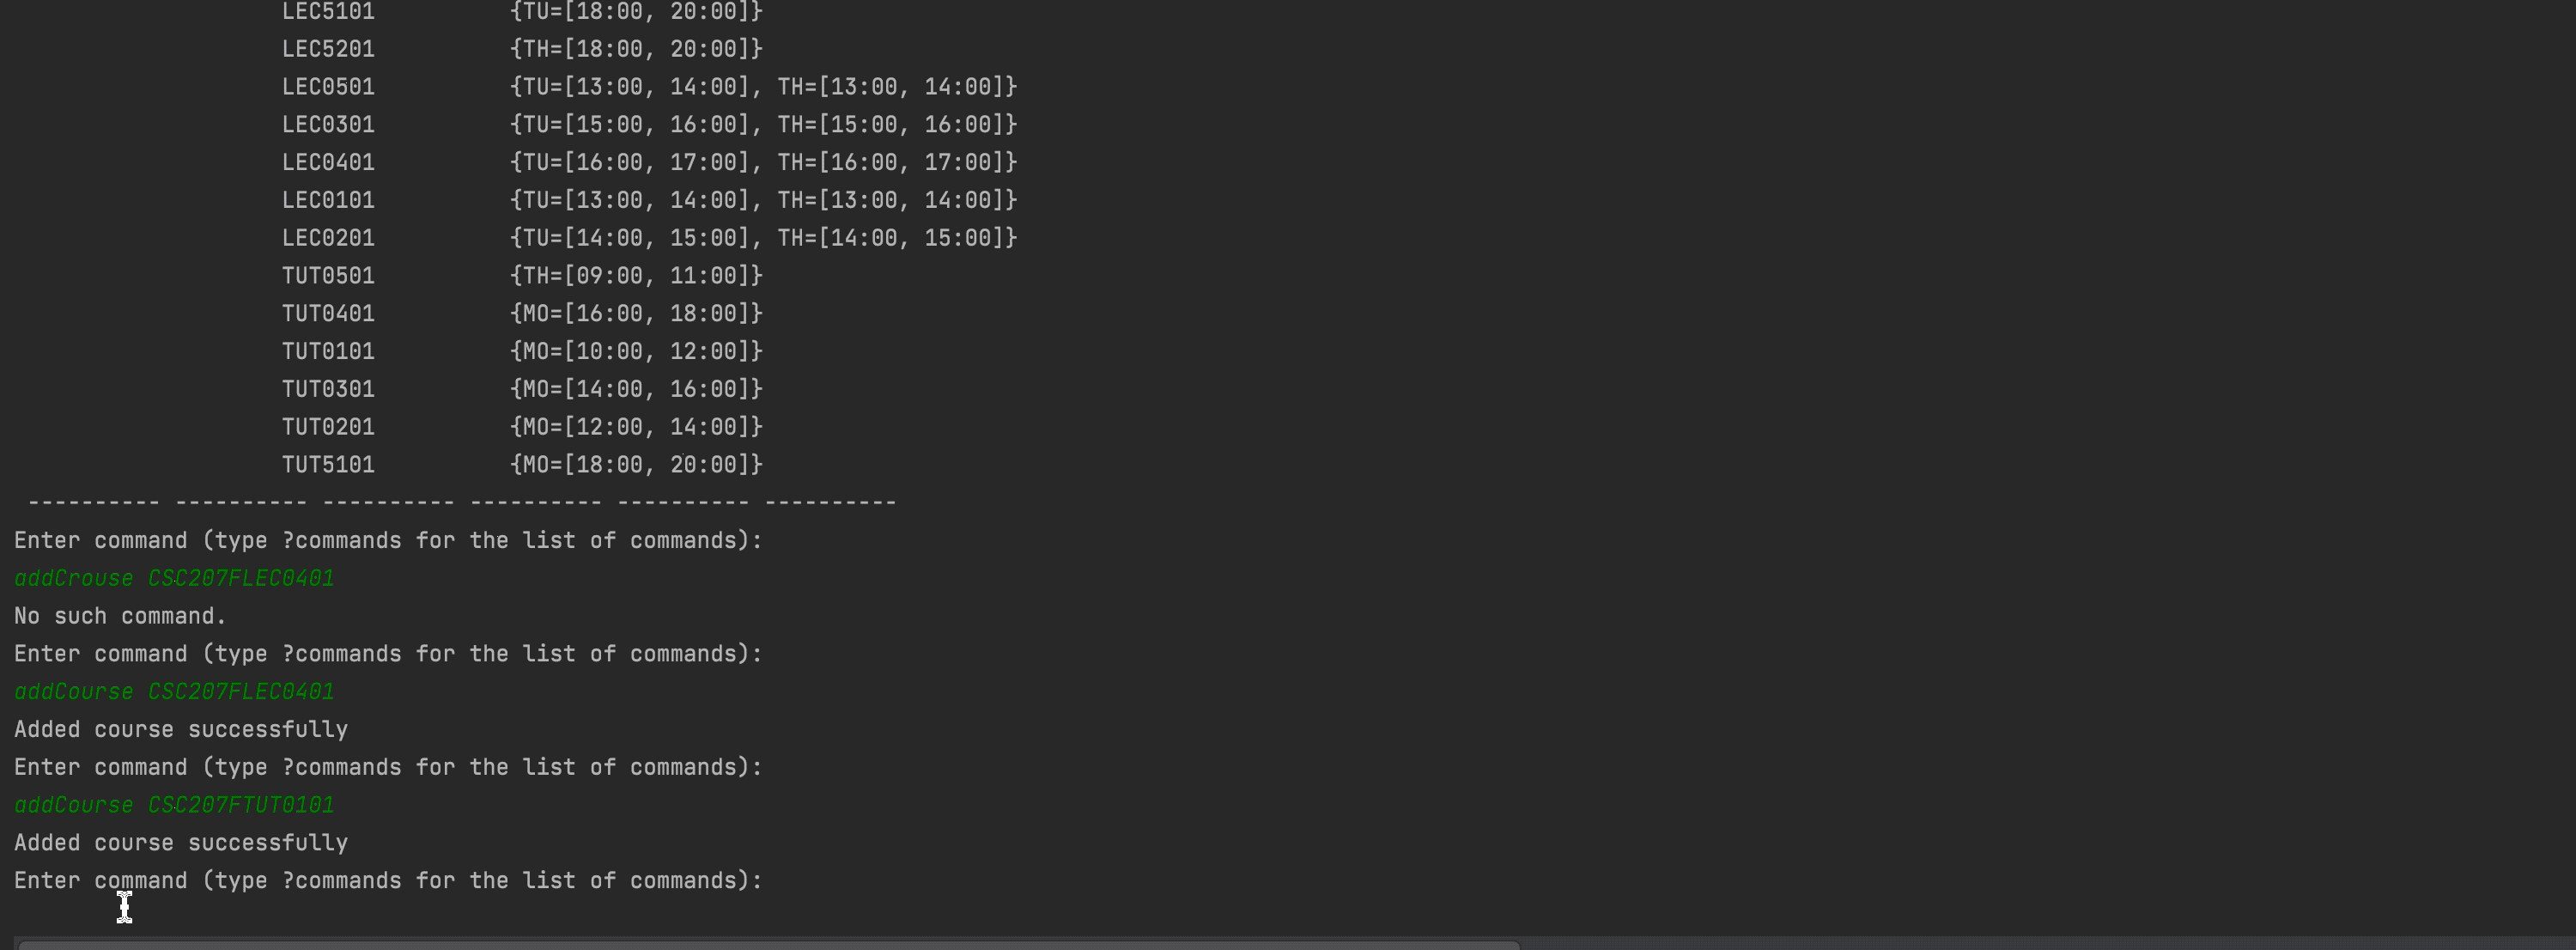 LEC5101 {TU=[18:00, 20:00]}
LEC5201 {TH=[18:00, 20:00]}
LEC0501 {TU=[13:00, 14:00], TH=[13:00, 14:00]}
LEC0301 {TU=[15:00, 16:00], TH=[15:00, 16:00]}
LEC0401 {TU=[16:00, 17:00], TH=[16:00, 17:00]}
LEC0101 {TU=[13:00, 14:00], TH=[13:00, 14:00]}
LEC0201 {TU=[14:00, 15:00], TH=[14:00, 15:00]}
TUT0501 {TH=[09:00, 11:00]}
TUT0401 {MO=[16:00, 18:00]}
TUT0101 {MO=[10:00, 12:00]}
TUT0301 {MO=[14:00, 16:00]}
TUT0201 {MO=[12:00, 14:00]}
TUT5101 {MO=[18:00, 20:00]}
---------- ---------- ---------- ---------- ---------- ----------
Enter command (type ?commands for the list of commands):
addCrouse CSC207FLEC0401
No such command.
Enter command (type ?commands for the list of commands):
addCourse CSC207FLEC0401
Added course successfully
Enter command (type ?commands for the list of commands):
addCourse CSC207FTUT0101
Added course successfully
Enter command (type ?commands for the list of commands):